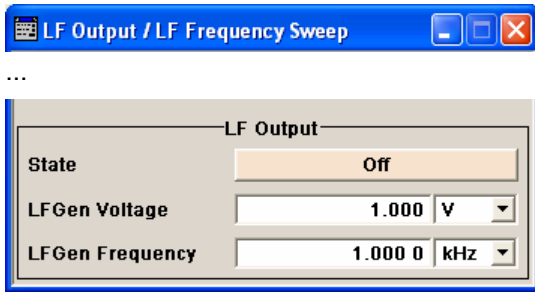 LF Output / LF Frequency Sweep
...
LF Output
State Off
LFGen Voltage 1.000 V
LFGen Frequency 1.000 0 kHz